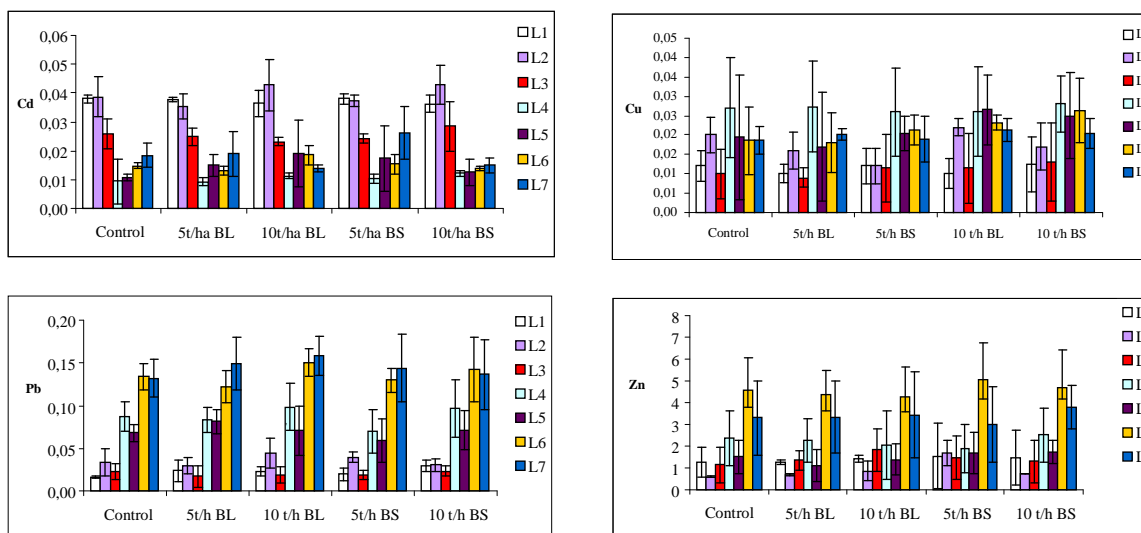 Cd
0,06
0,05
0,04
0,03
0,02
0,01
0,00
Control 5t/ha BL 10t/ha BL 5t/ha BS 10t/ha BS
L1
L2
L3
L4
L5
L6
L7
Cu
0,05
0,04
0,04
0,03
0,03
0,02
0,02
0,01
0,01
0,00
Control 5t/h BL 5t/h BS 10 t/h BL 10 t/h BS
L
L
L
L
L
L
L
Pb
0,20
0,15
0,10
0,05
0,00
Control 5t/h BL 10 t/h BL 5t/h BS 10 t/h BS
L1
L2
L3
L4
L5
L6
L7
Zn
8
7
6
5
4
3
2
1
0
Control 5t/h BL 10 t/h BL 5t/h BS 10 t/h BS
L
L
L
L
L
L
L